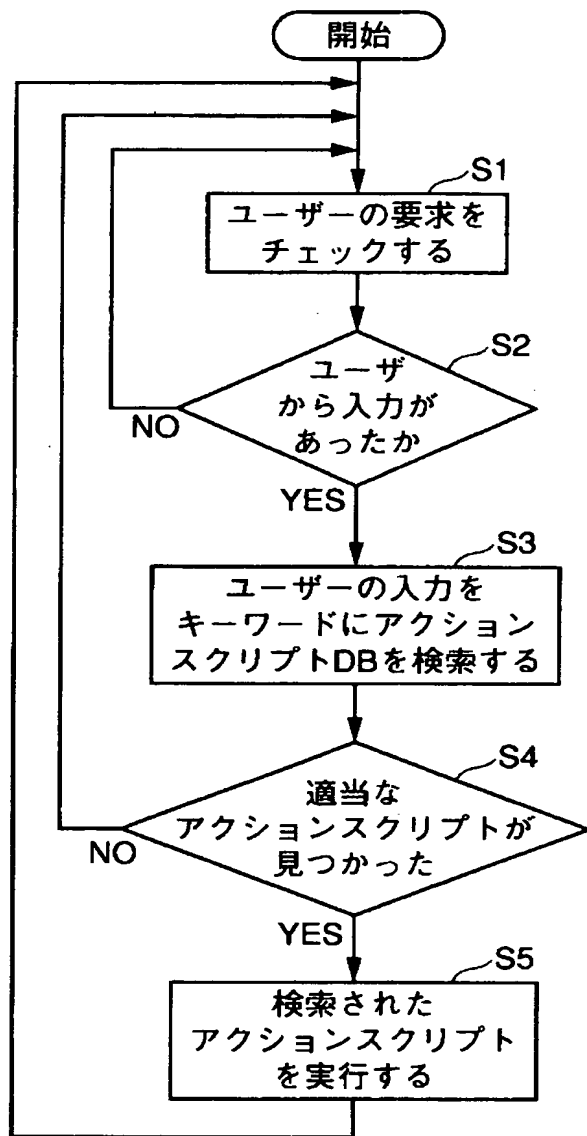 開始
S1
ユーザーの要求を
チェックする
S2
ユーザ
から入力が
あったか
NO
YES
S3
ユーザーの入力を
キーワードにアクション
スクリプトDBを検索する
S4
適当な
アクションスクリプトが
見つかった
NO
YES
S5
検索された
アクションスクリプト
を実行する